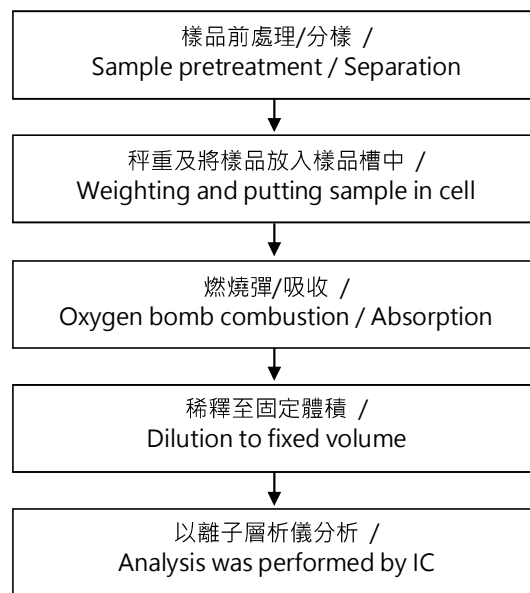 樣品前處理/分樣 /
Sample pretreatment / Separation
秤重及將樣品放入樣品槽中 /
Weighting and putting sample in cell
燃燒彈/吸收 /
Oxygen bomb combustion / Absorption
稀釋至固定體積 /
Dilution to fixed volume
以離子層析儀分析 /
Analysis was performed by IC